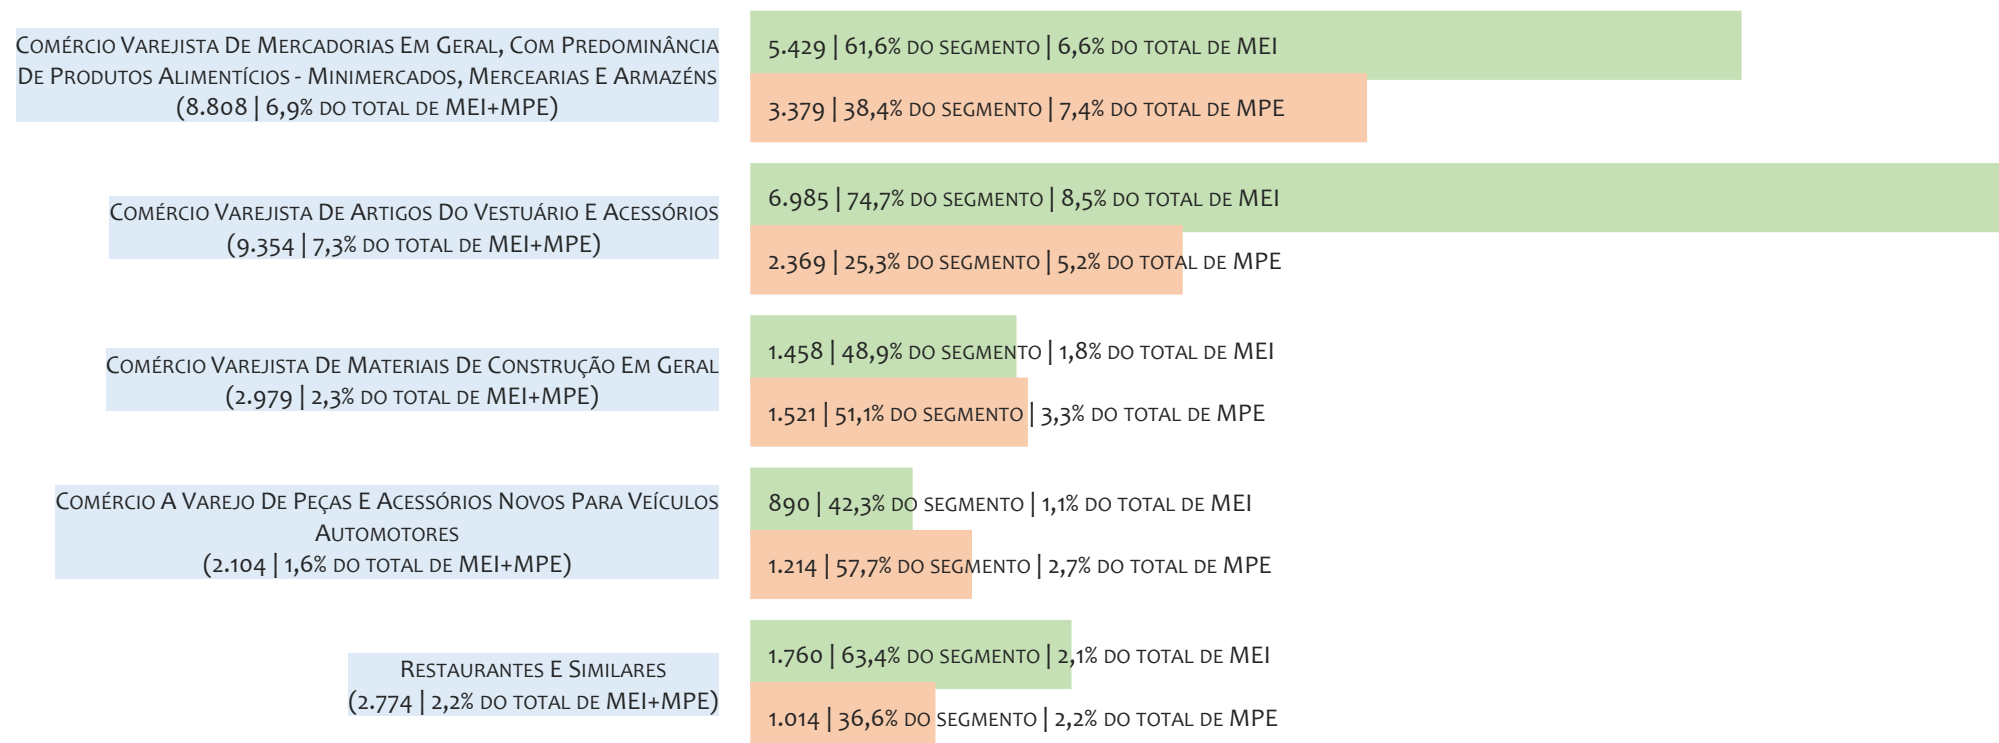 Comércio Varejista De Mercadorias Em Geral, Com Predominância
De Produtos Alimentícios - Minimercados, Mercearias E Armazéns
(8.808 | 6,9% do total de MEI+MPE)
5.429 | 61,6% do segmento | 6,6% do total de MEI
3.379 | 38,4% do segmento | 7,4% do total de MPE
Comércio Varejista De Artigos Do Vestuário E Acessórios
(9.354 | 7,3% do total de MEI+MPE)
6.985 | 74,7% do segmento | 8,5% do total de MEI
2.369 | 25,3% do segmento | 5,2% do total de MPE
Comércio Varejista De Materiais De Construção Em Geral
(2.979 | 2,3% do total de MEI+MPE)
1.458 | 48,9% do segmento | 1,8% do total de MEI
1.521 | 51,1% do segmento | 3,3% do total de MPE
Comércio A Varejo De Peças E Acessórios Novos Para Veículos
Automotores
(2.104 | 1,6% do total de MEI+MPE)
890 | 42,3% do segmento | 1,1% do total de MEI
1.214 | 57,7% do segmento | 2,7% do total de MPE
Restaurantes E Similares
(2.774 | 2,2% do total de MEI+MPE)
1.760 | 63,4% do segmento | 2,1% do total de MEI
1.014 | 36,6% do segmento | 2,2% do total de MPE